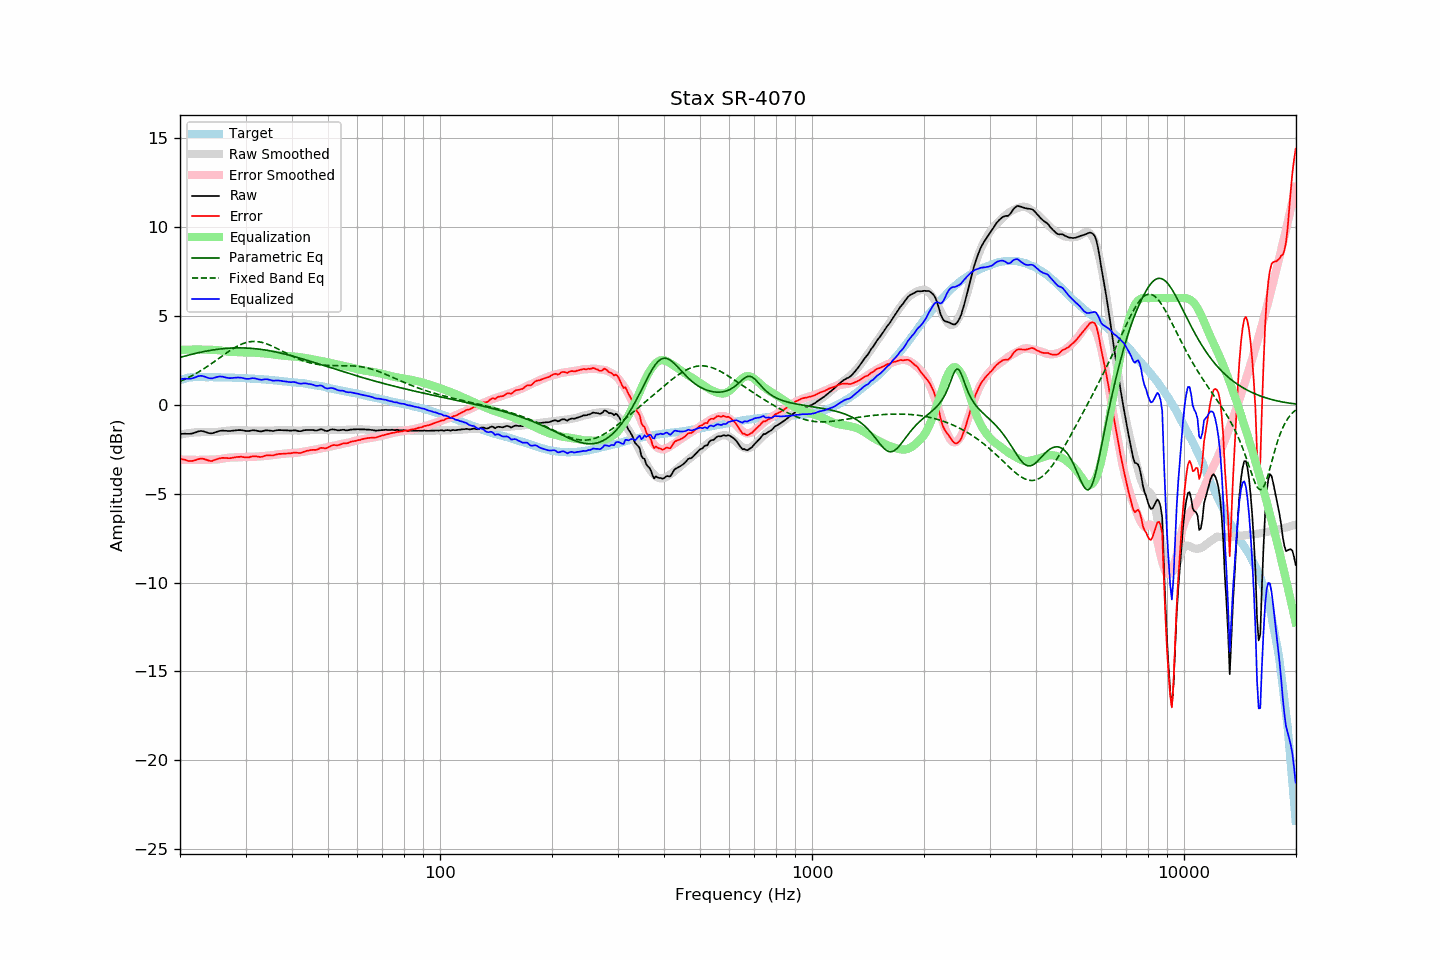 Stax SR-4070
Target
Raw Smoothed
Error Smoothed
Raw
Error
Equalization
Parametric Eq
Fixed Band Eq
Equalized
15
10
5
0
−5
−10
−15
−20
−25
Amplitude (dBr)
100
1000
10000
Frequency (Hz)